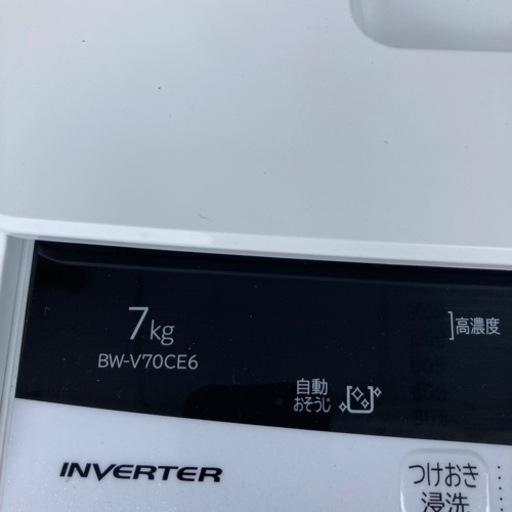 7kg
BW-V70CE6
]高濃度
自動
おそうじ
INVERTER
つけおき
浸洗